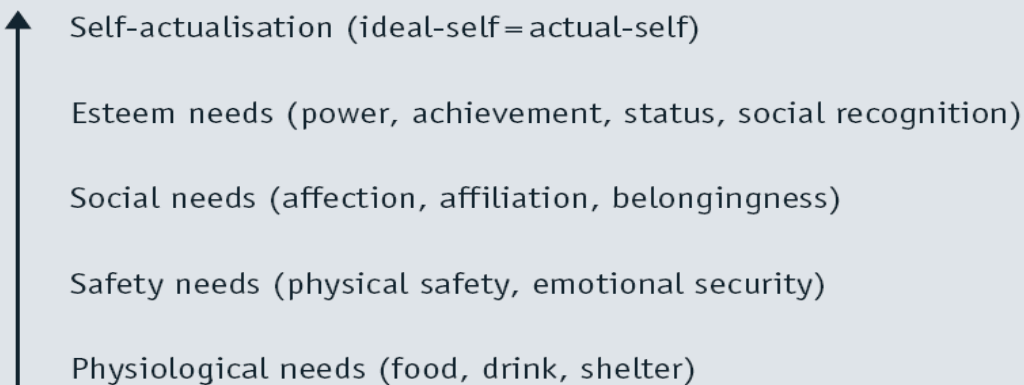 Self-actualisation (ideal-self=actual-self)
Esteem needs (power, achievement, status, social recognition)
Social needs (affection, affiliation, belongingness)
Safety needs (physical safety, emotional security)
Physiological needs (food, drink, shelter)